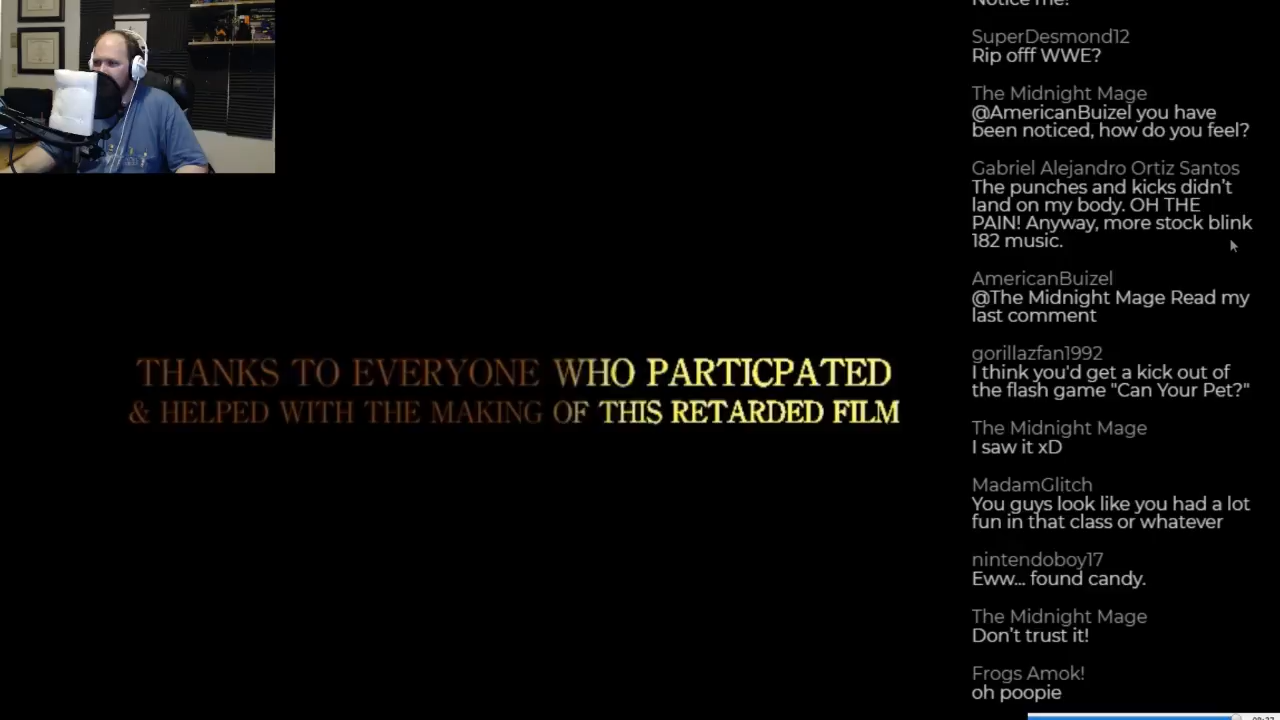 Notice me!
SuperDesmond12
Rip offf WWE?
The Midnight Mage
@AmericanBuizel you have
been noticed, how do you feel?
Gabriel Alejandro Ortiz Santos
The punches and kicks didn't
land on my body. OH THE
PAIN! Anyway, more stock blink
182 music.
AmericanBuizel
@The Midnight Mage Read my
last comment
gorillazfan1992
I think you'd get a kick out of
the flash game "Can Your Pet?"
The Midnight Mage
I saw it xD
MadamGlitch
You guys look like you had a lot
fun in that class or whatever
nintendoboy17
Eww... found candy.
The Midnight Mage
Don't trust it!
Frogs Amok!
oh poopie
THANKS TO EVERYONE WHO PARTICPATED
& HELPED WITH THE MAKING OF THIS RETARDED FILM